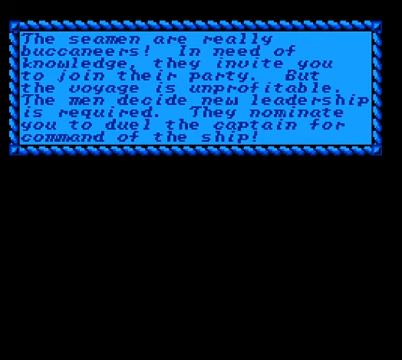 The seamen are really
buccaneers!  In need of
knowledge, they invite you
to join their party.  But
the voyage is unprofitable.
The men decide new leadership
is required.  They nominate
you to duel the captain for
command of the ship!